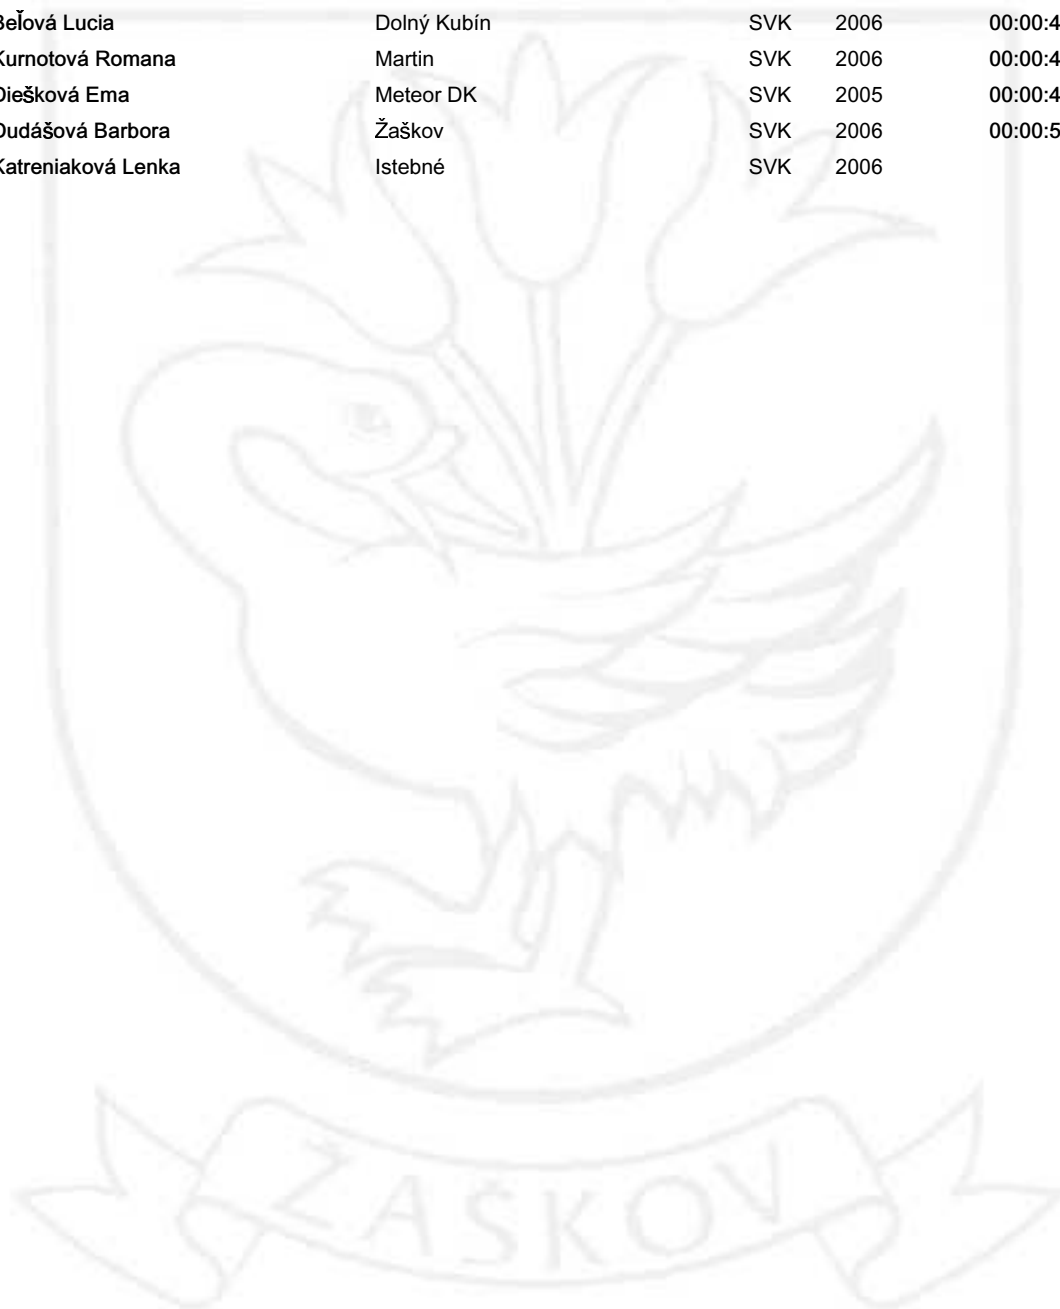 Beľová Lucia Dolný Kubín SVK 2006 00:00:4
Kurnotová Romana Martin SVK 2006 00:00:4
Diešková Ema Meteor DK SVK 2005 00:00:4
Dudášová Barbora Žaškov SVK 2006 00:00:5
Katreniaková Lenka Istebné SVK 2006
ŽAŠKOV